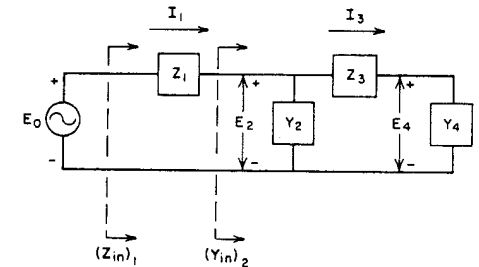 I₁ I₃
Z₁ Z₃
+ + +
E₀ E₂ Y₂ E₄ Y₄
- - -
(Zin)₁ (Yin)₂